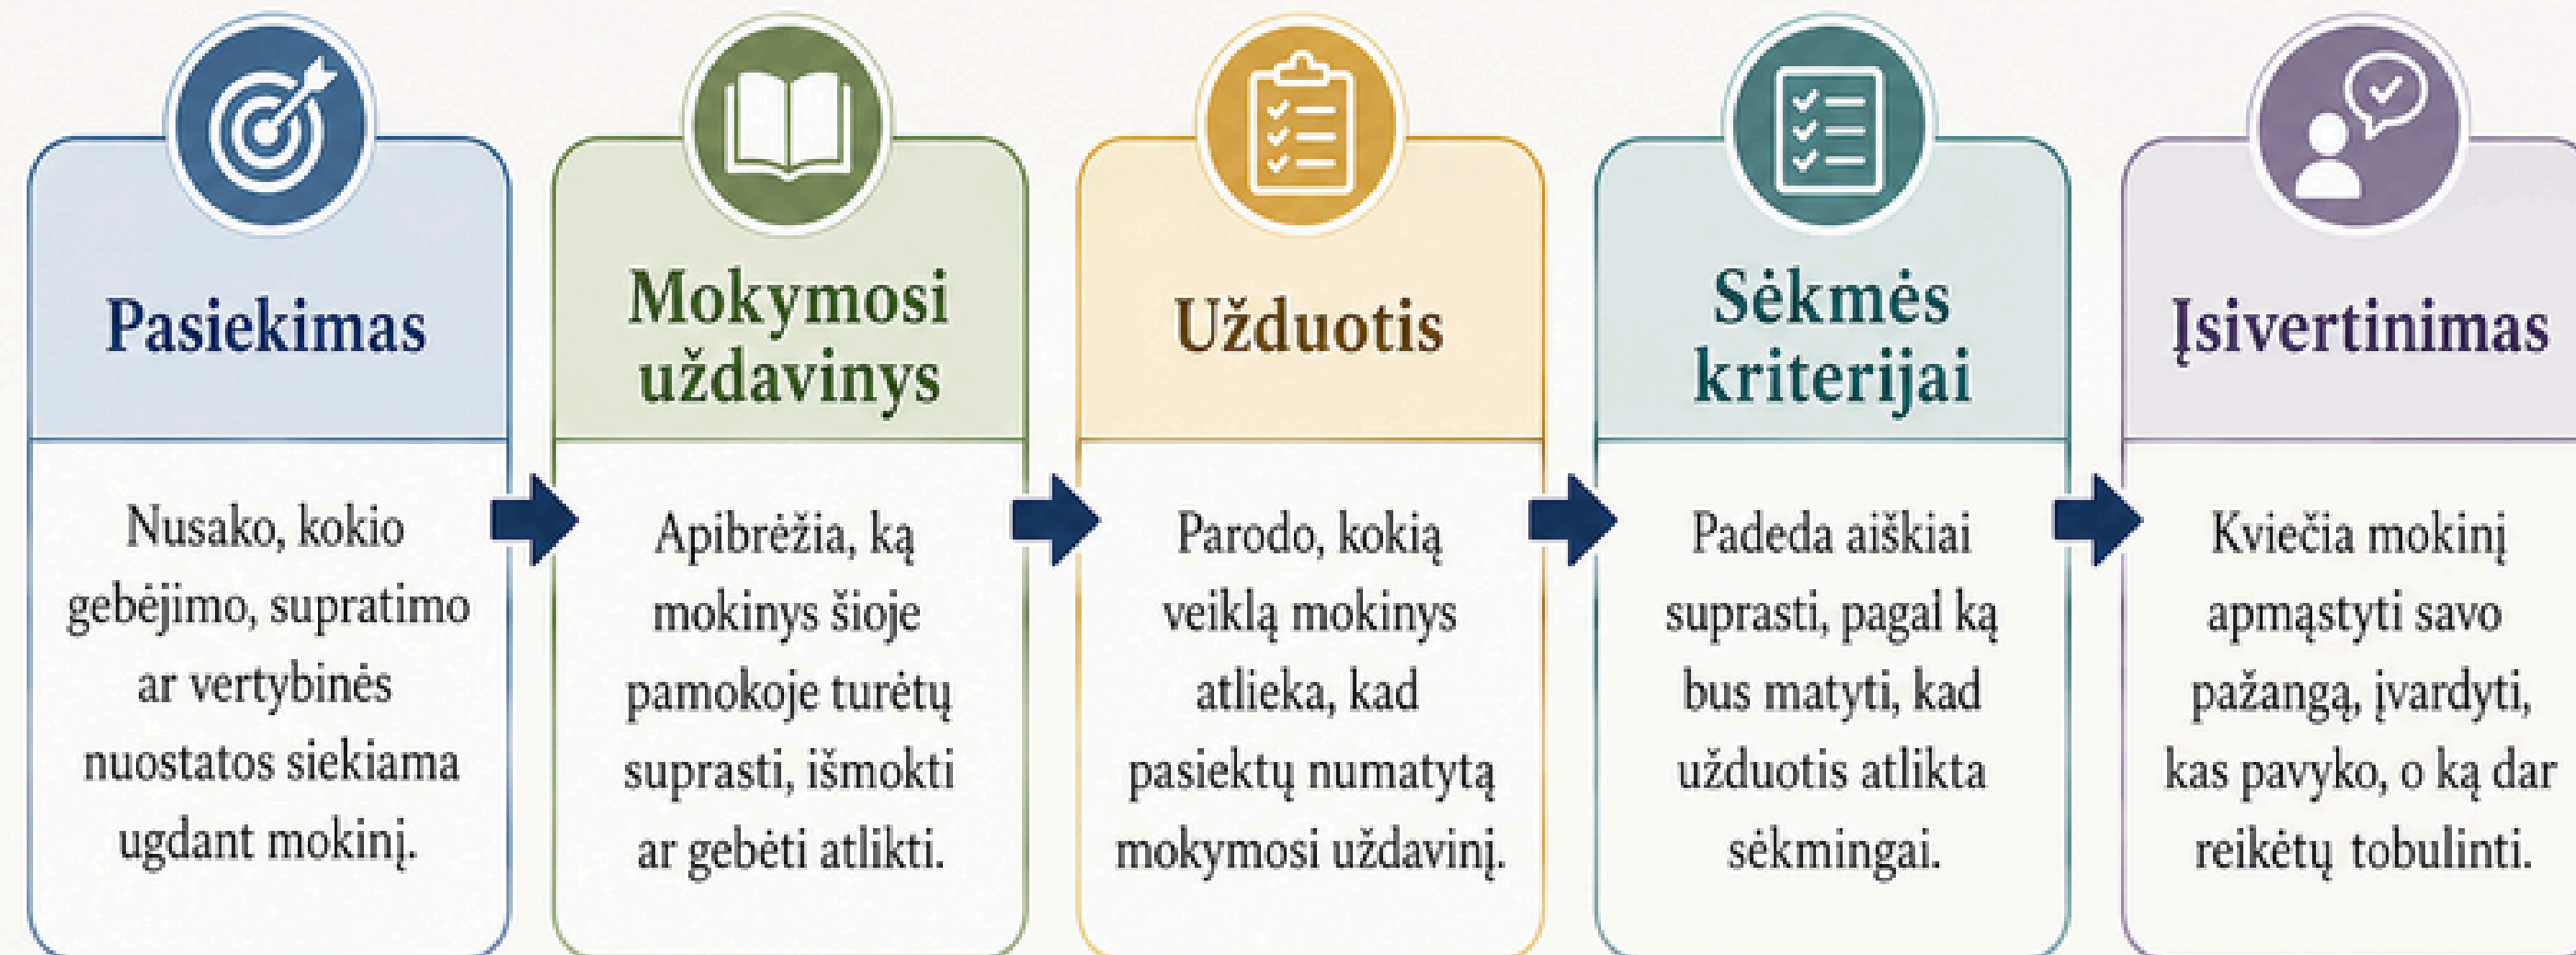 Pasiekimas
Nusako, kokio
gebėjimo, supratimo
ar vertybinės
nuostatos siekiama
ugdant mokinį.
Mokymosi
uždavinys
Apibrėžia, ką
mokinys šioje
pamokoje turėtų
suprasti, išmokti
ar gebėti atlikti.
Užduotis
Parodo, kokią
veiklą mokinys
atlieka, kad
pasiektų numatytą
mokymosi uždavinį.
Sėkmės
kriterijai
Padeda aiškiai
suprasti, pagal ką
bus matyti, kad
užduotis atlikta
sėkmingai.
Įsivertinimas
Kviečia mokinį
apmąstyti savo
pažangą, įvardyti,
kas pavyko, o ką dar
reikėtų tobulinti.